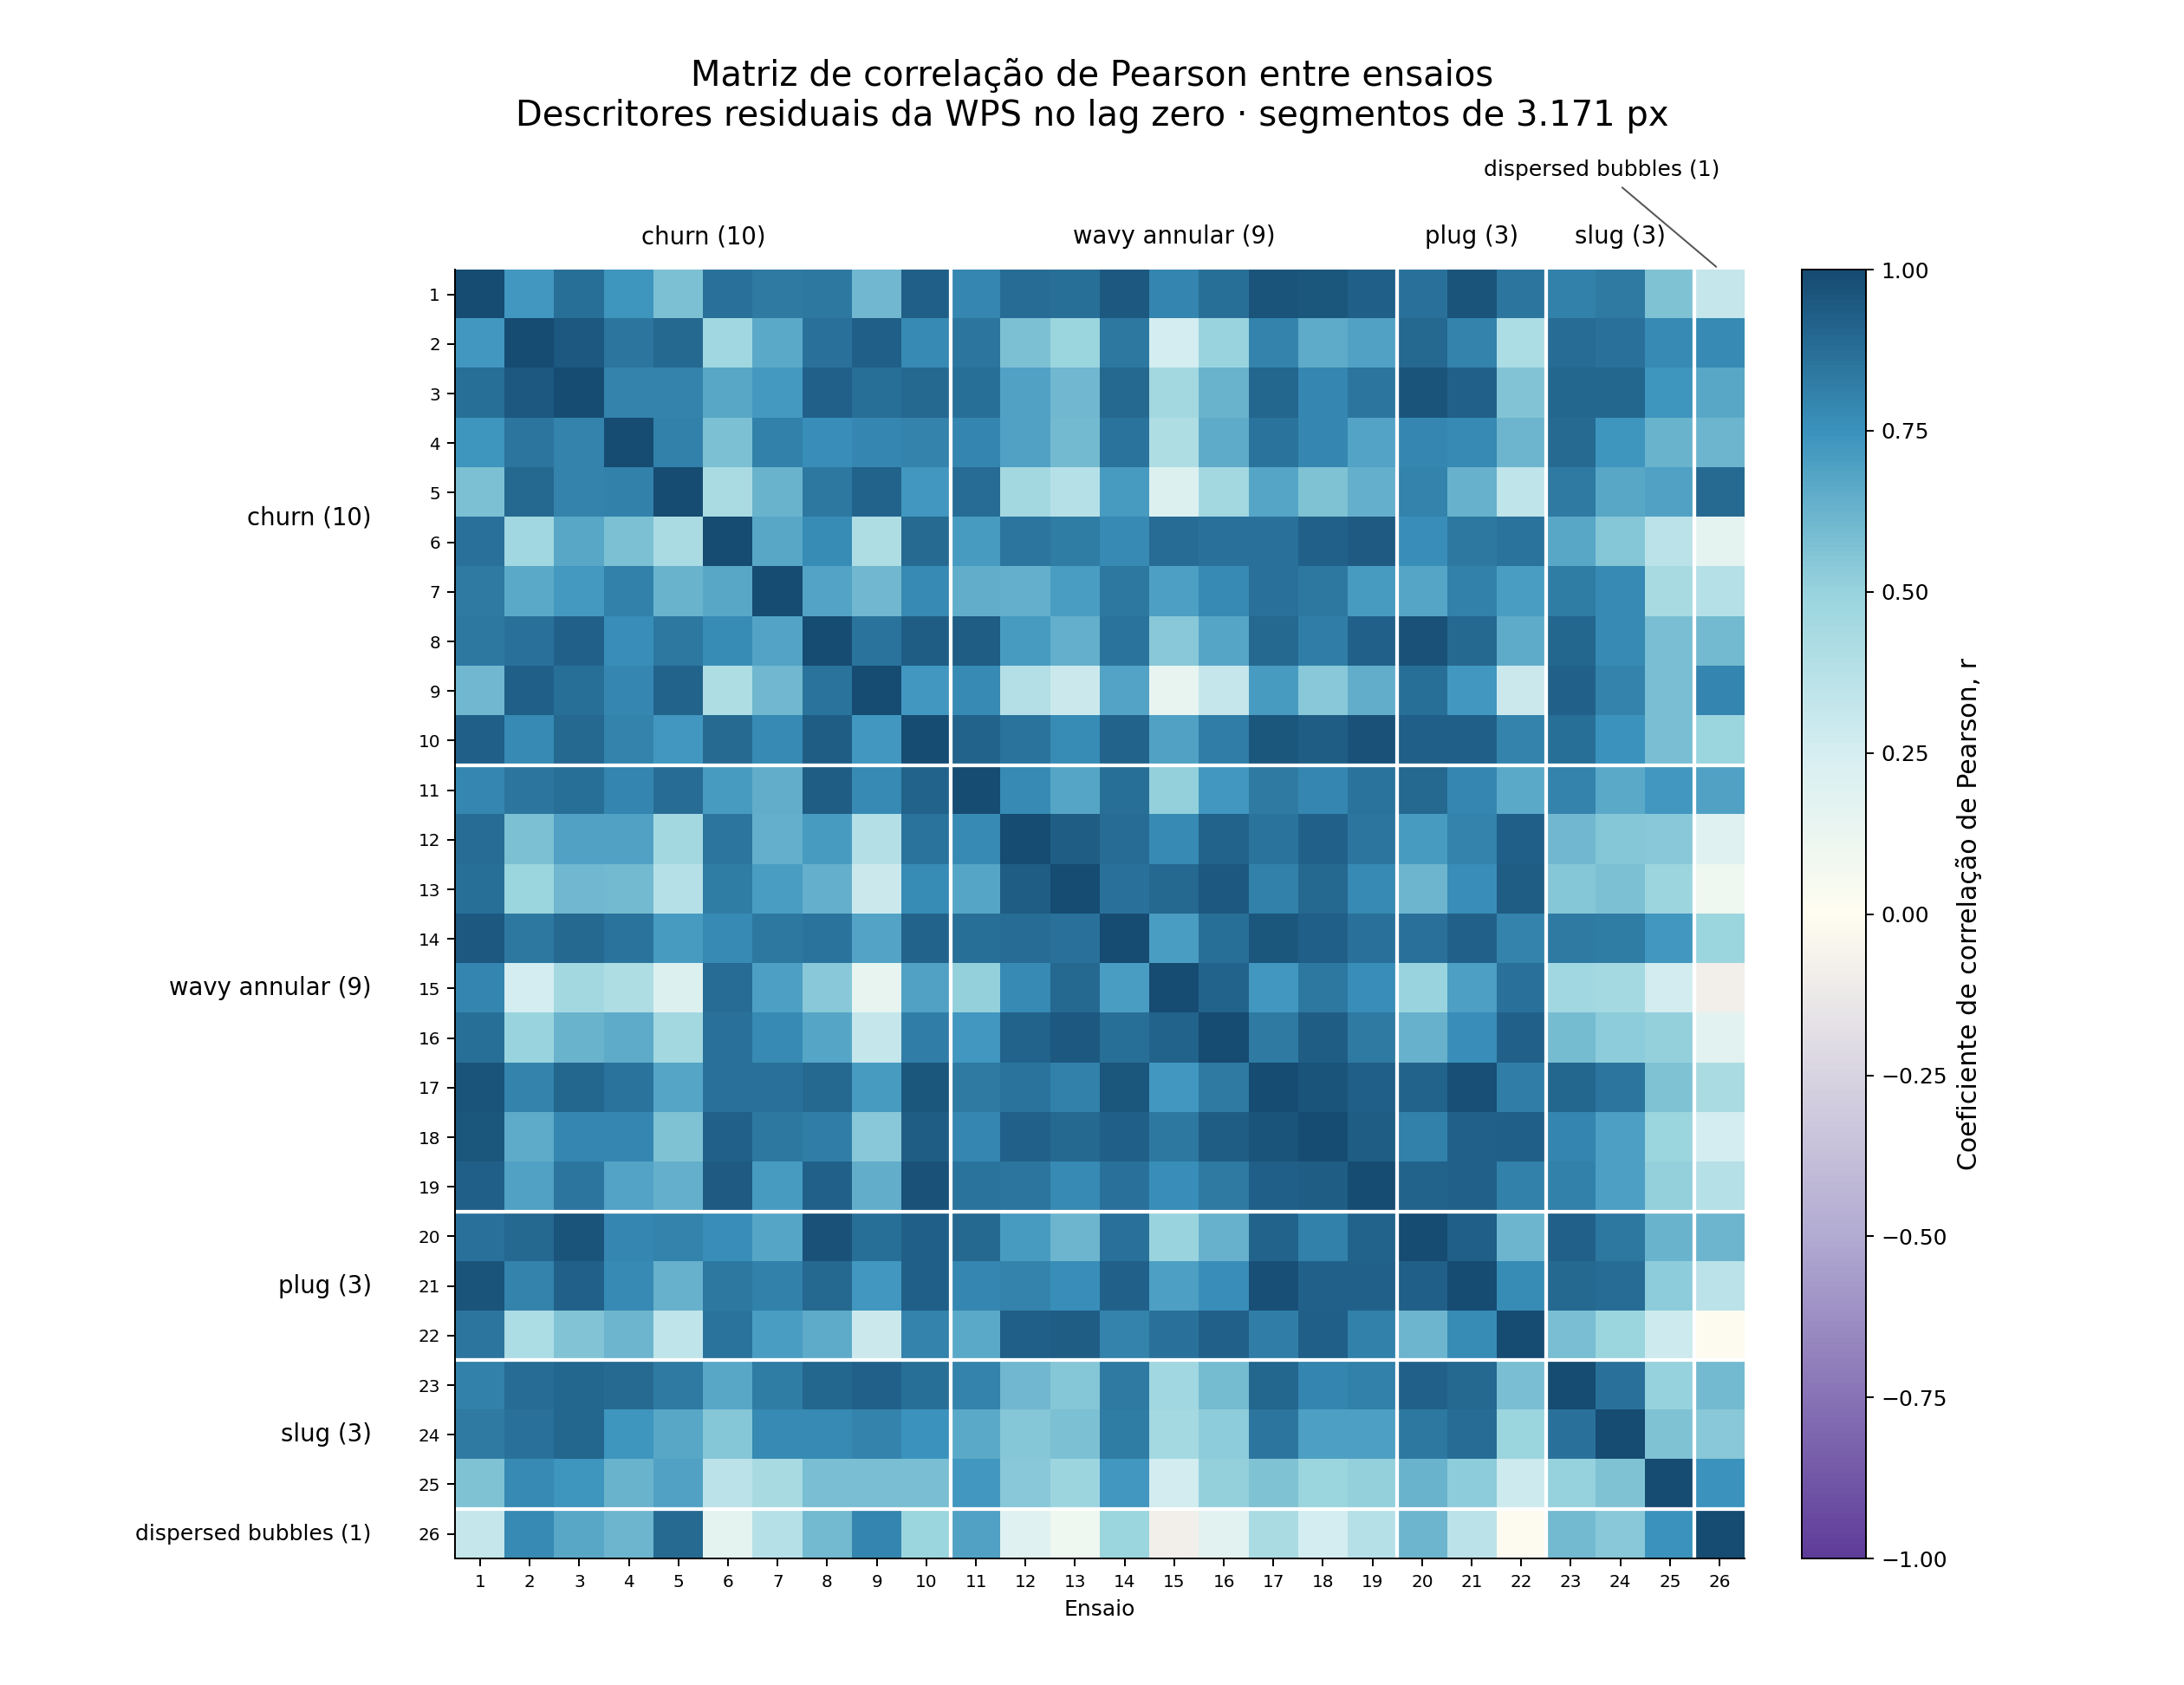 Matriz de correlação de Pearson entre ensaios
Descritores residuais da WPS no lag zero · segmentos de 3.171 px
dispersed bubbles (1)
churn (10)
wavy annular (9)
plug (3)
slug (3)
churn (10)
wavy annular (9)
plug (3)
slug (3)
dispersed bubbles (1)
1
2
3
4
5
6
7
8
9
10
11
12
13
14
15
16
17
18
19
20
21
22
23
24
25
26
1 2 3 4 5 6 7 8 9 10 11 12 13 14 15 16 17 18 19 20 21 22 23 24 25 26
Ensaio
1.00
0.75
0.50
0.25
0.00
−0.25
−0.50
−0.75
−1.00
Coeficiente de correlação de Pearson, r